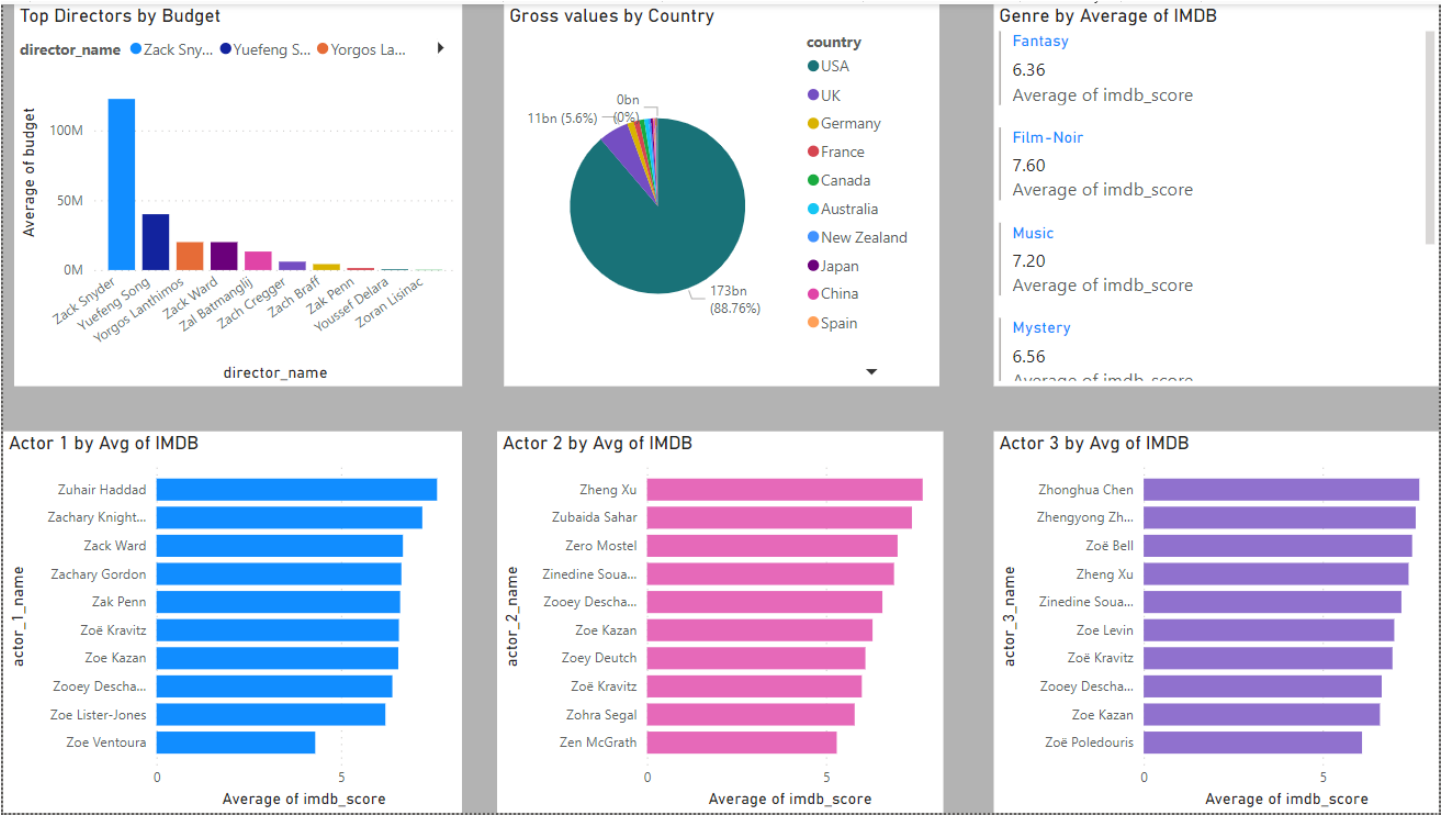 Top Directors by Budget
director_name Zack Sny... Yuefeng S... Yorgos La...
Average of budget
100M
50M
0M
Zack Snyder
Yuefeng Song
Yorgos Lanthimos
Zack Ward
Zal Batmanglij
Zach Cregger
Zach Braff
Zak Penn
Youssef Delara
Zoran Lisinac
director_name
Gross values by Country
country
USA
UK
Germany
France
Canada
Australia
New Zealand
Japan
China
Spain
0bn
(0%)
11bn (5.6%)
173bn
(88.76%)
Genre by Average of IMDB
Fantasy
6.36
Average of imdb_score
Film-Noir
7.60
Average of imdb_score
Music
7.20
Average of imdb_score
Mystery
6.56
Average of imdb_score
Actor 1 by Avg of IMDB
actor_1_name
Zuhair Haddad
Zachary Knight...
Zack Ward
Zachary Gordon
Zak Penn
Zoë Kravitz
Zoe Kazan
Zooey Descha...
Zoe Lister-Jones
Zoe Ventoura
0 5
Average of imdb_score
Actor 2 by Avg of IMDB
actor_2_name
Zheng Xu
Zubaida Sahar
Zero Mostel
Zinedine Soua...
Zooey Descha...
Zoe Kazan
Zoey Deutch
Zoë Kravitz
Zohra Segal
Zen McGrath
0 5
Average of imdb_score
Actor 3 by Avg of IMDB
actor_3_name
Zhonghua Chen
Zhengyong Zh...
Zoë Bell
Zheng Xu
Zinedine Soua...
Zoe Levin
Zoë Kravitz
Zooey Descha...
Zoe Kazan
Zoë Poledouris
0 5
Average of imdb_score